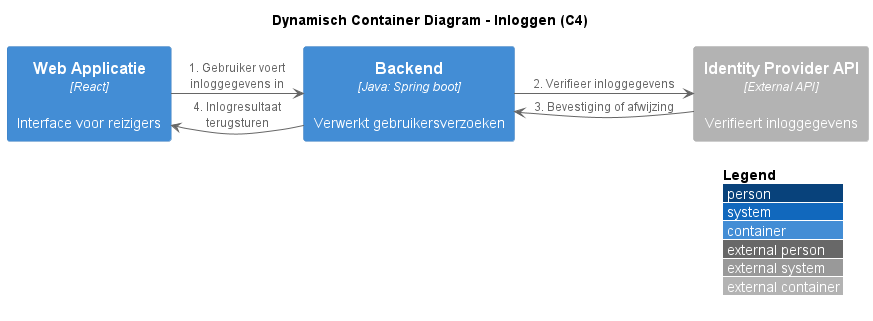 Dynamisch Container Diagram - Inloggen (C4)
Web Applicatie
[React]
Interface voor reizigers
1. Gebruiker voert
inloggegevens in
4. Inlogresultaat
terugsturen
Backend
[Java: Spring boot]
Verwerkt gebruikersverzoeken
2. Verifieer inloggegevens
3. Bevestiging of afwijzing
Identity Provider API
[External API]
Verifieert inloggegevens
Legend
person
system
container
external person
external system
external container